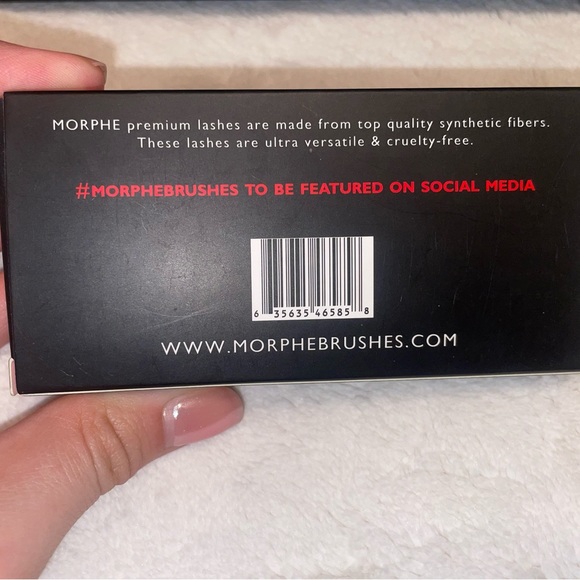 MORPHE premium lashes are made from top quality synthetic fibers.
These lashes are ultra versatile & cruelty-free.
#MORPHEBRUSHES TO BE FEATURED ON SOCIAL MEDIA
6 35635 46585 8
WWW.MORPHEBRUSHES.COM